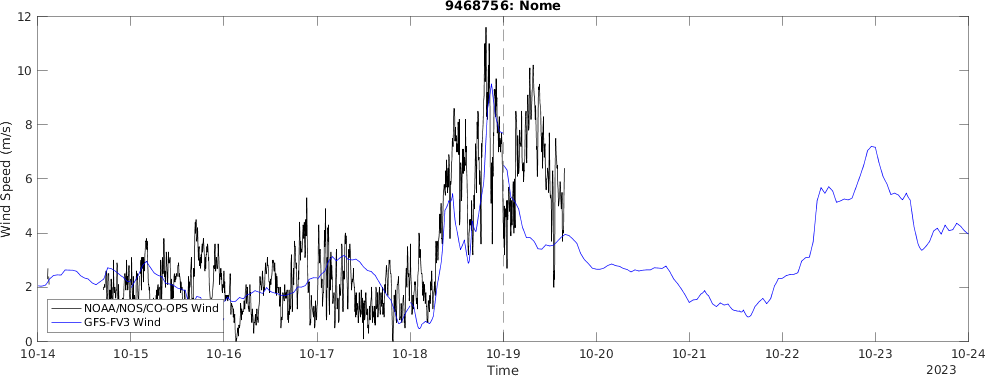 9468756: Nome
12
10
8
6
4
2
0
Wind Speed (m/s)
NOAA/NOS/CO-OPS Wind
GFS-FV3 Wind
10-14 10-15 10-16 10-17 10-18 10-19 10-20 10-21 10-22 10-23 10-24
Time
2023